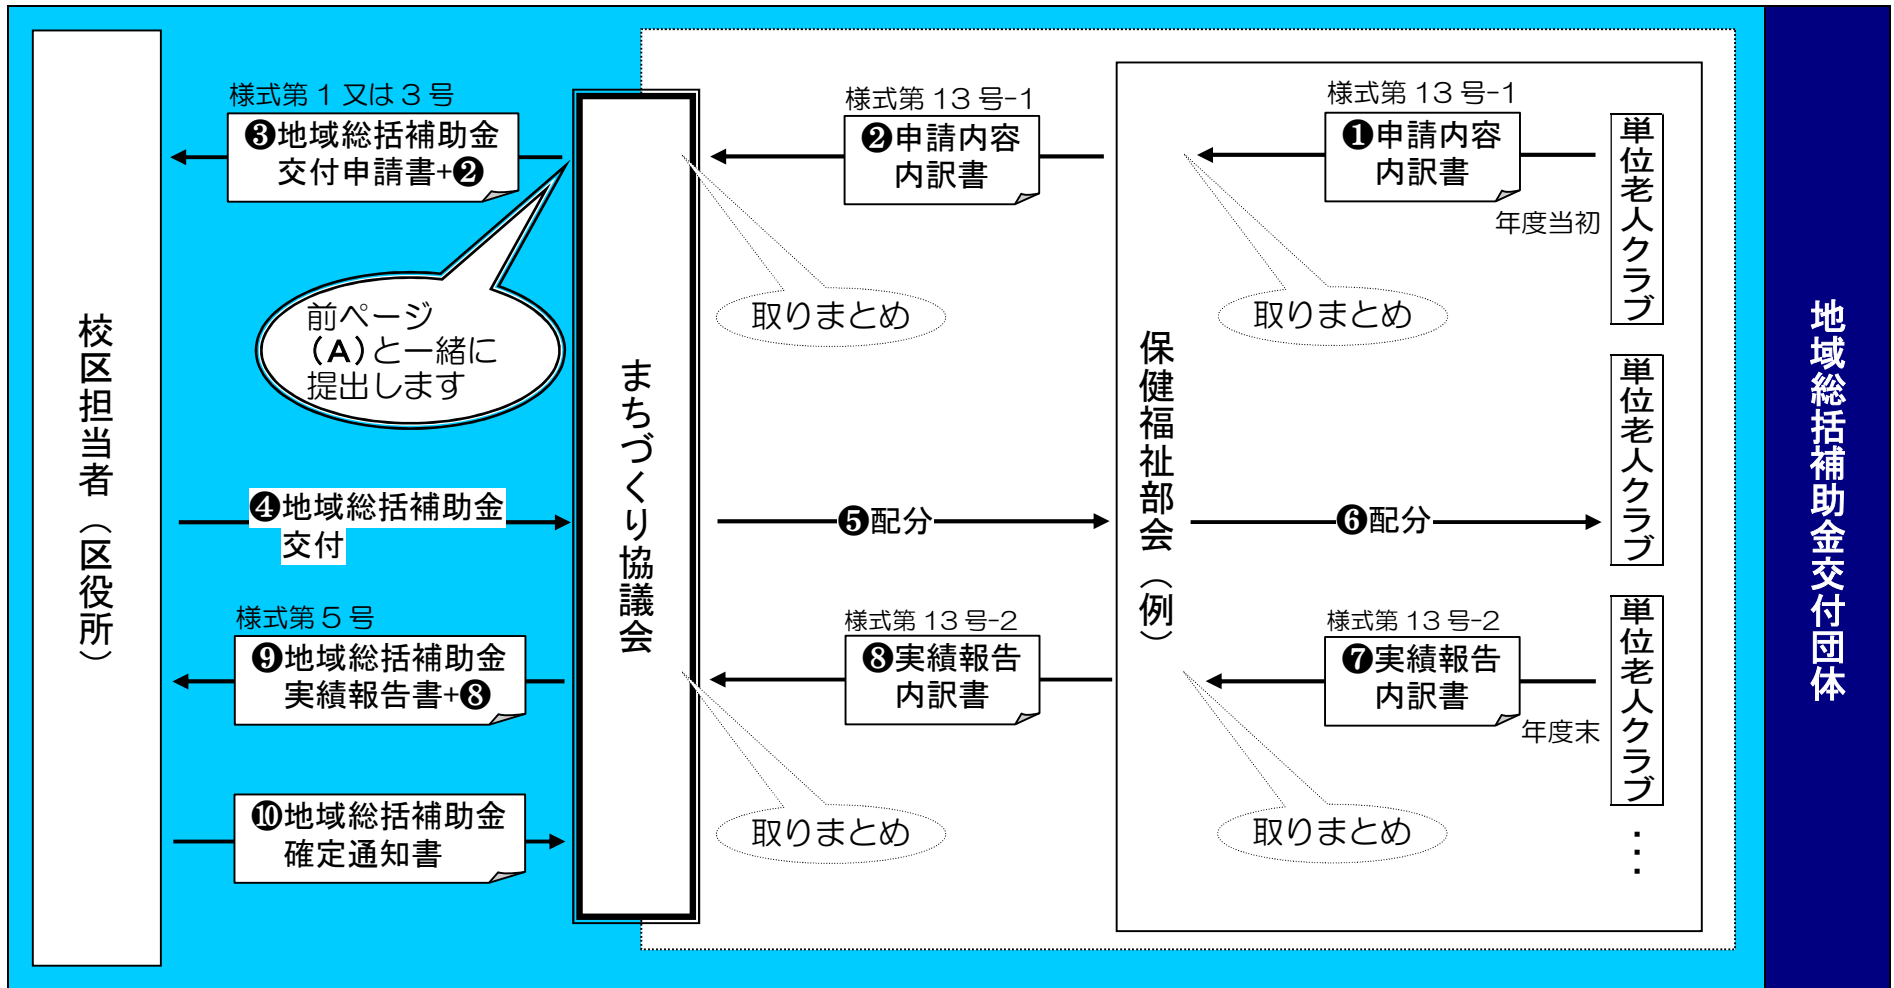 校区担当者（区役所）
様式第１又は３号
❸地域総括補助金
交付申請書+❷
前ページ
（A）と一緒に
提出します
❹地域総括補助金
交付
様式第５号
❾地域総括補助金
実績報告書+❽
❿地域総括補助金
確定通知書
まちづくり協議会
様式第13号-1
❷申請内容
内訳書
取りまとめ
❺配分
様式第13号-2
❽実績報告
内訳書
取りまとめ
保健福祉部会（例）
様式第13号-1
❶申請内容
内訳書
年度当初
取りまとめ
❻配分
様式第13号-2
❼実績報告
内訳書
年度末
取りまとめ
単位老人クラブ
単位老人クラブ
単位老人クラブ
・・・
地域総括補助金交付団体